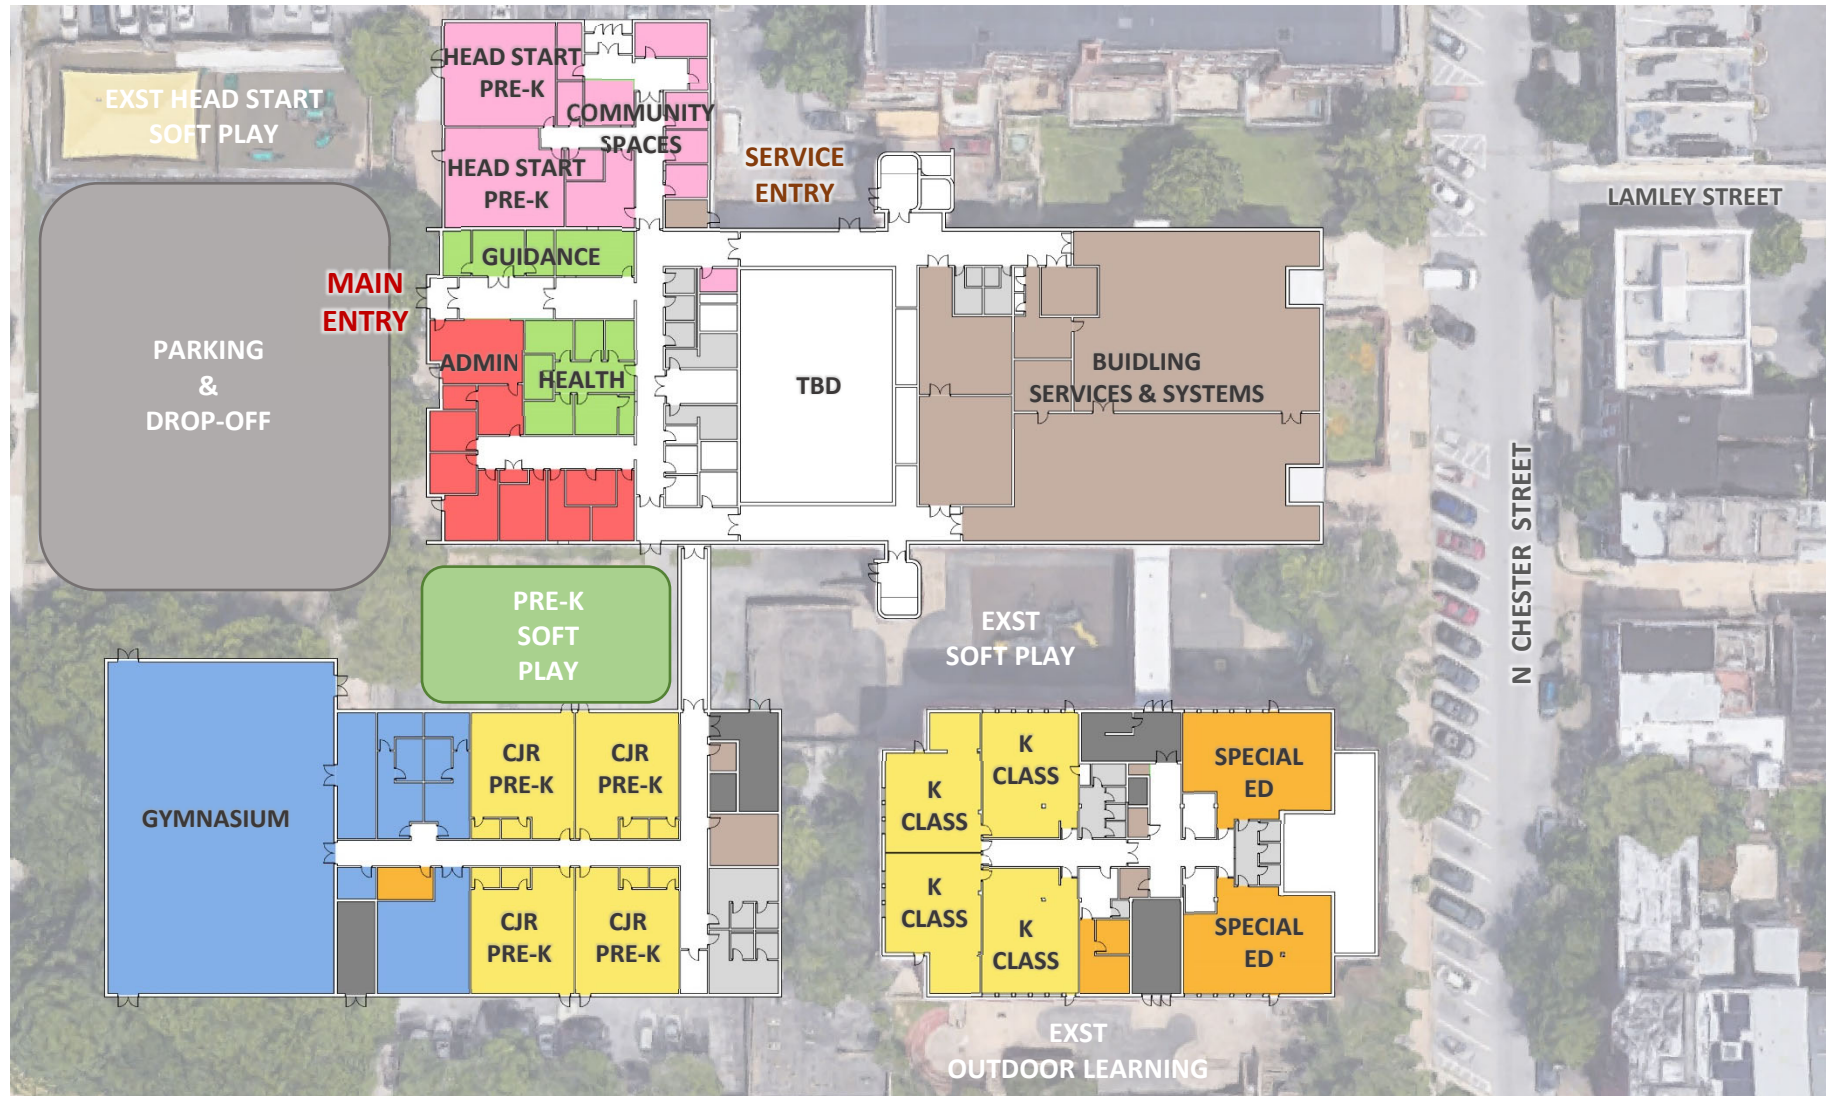 HEAD START
PRE-K
COMMUNITY
SPACES
EXST HEAD START
SOFT PLAY
HEAD START
PRE-K
SERVICE
ENTRY
LAMLEY STREET
GUIDANCE
MAIN
ENTRY
PARKING
&
DROP-OFF
ADMIN
HEALTH
TBD
BUIDLING
SERVICES & SYSTEMS
N CHESTER STREET
PRE-K
SOFT
PLAY
EXST
SOFT PLAY
GYMNASIUM
CJR
PRE-K
CJR
PRE-K
K
CLASS
K
CLASS
SPECIAL
ED
CJR
PRE-K
CJR
PRE-K
K
CLASS
K
CLASS
SPECIAL
ED
EXST
OUTDOOR LEARNING